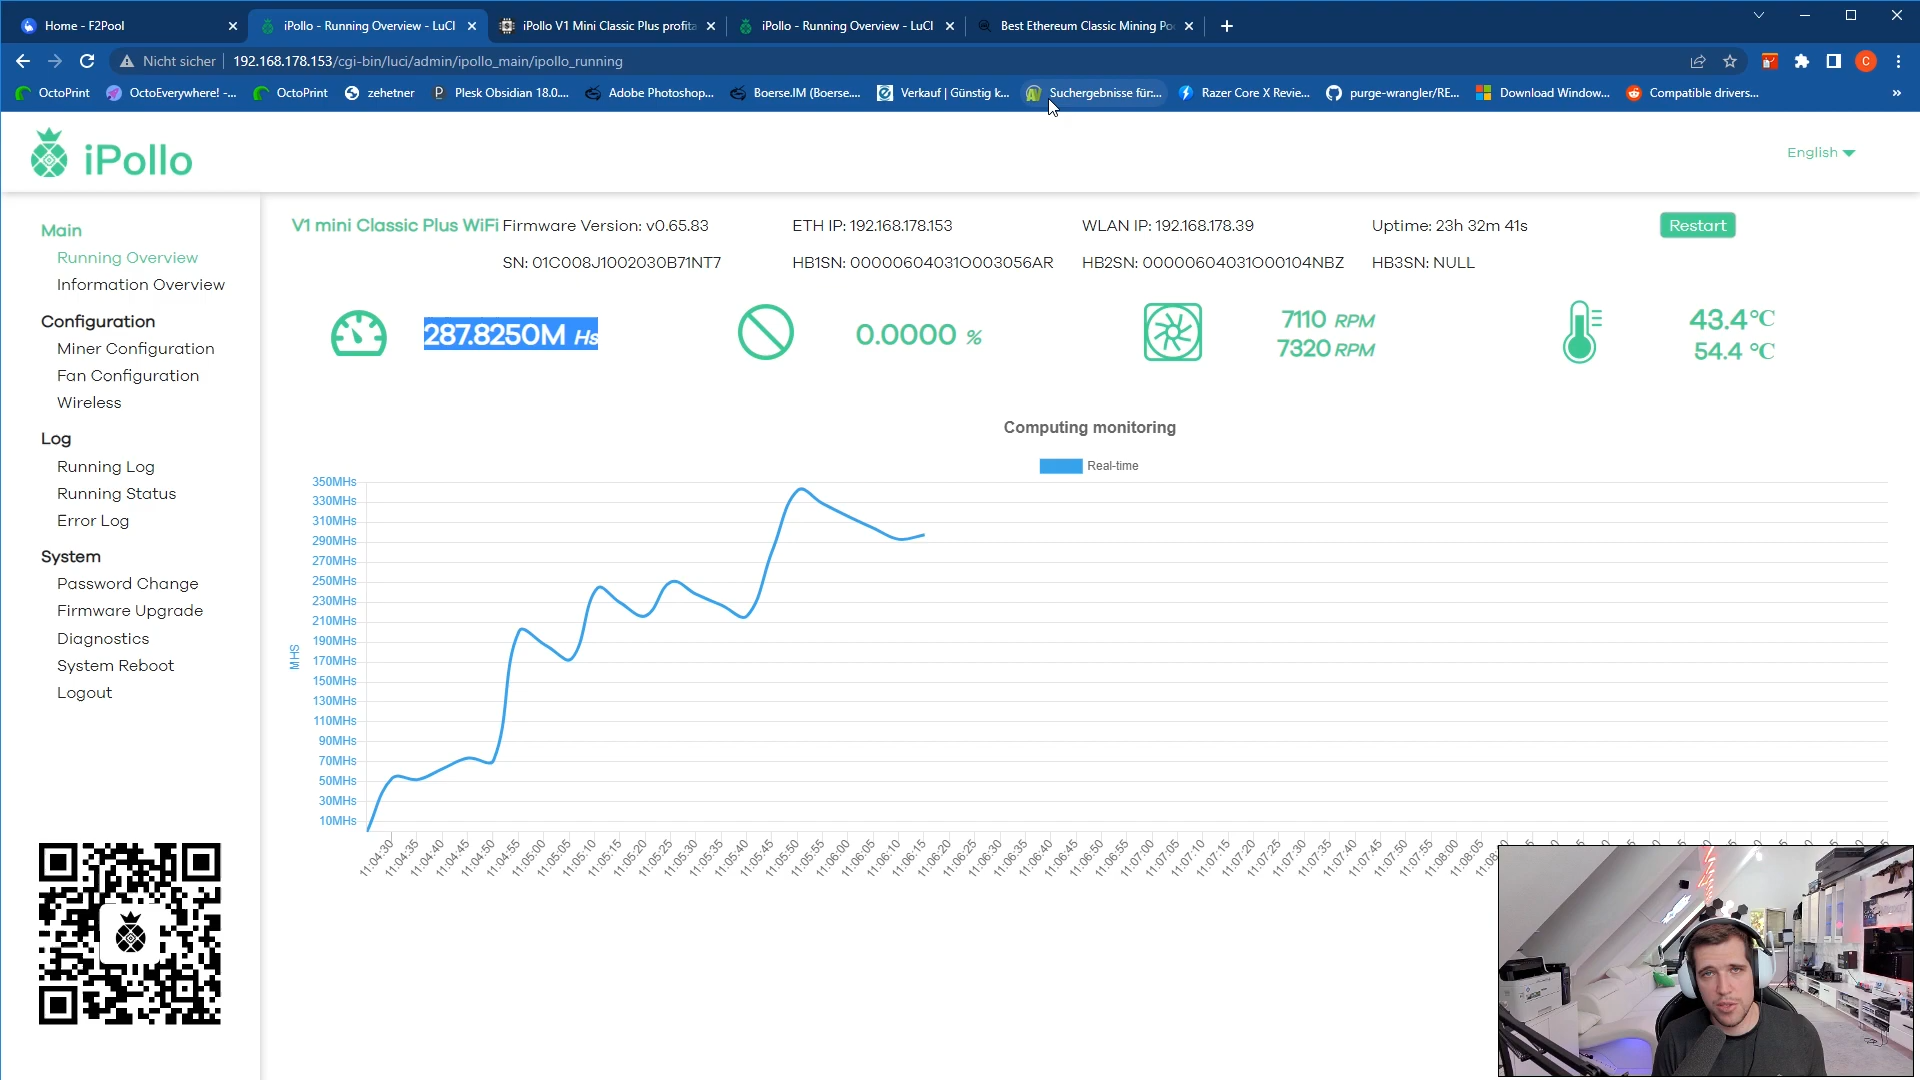 Home - F2Pool
iPollo - Running Overview - LuCI
iPollo V1 Mini Classic Plus profita
iPollo - Running Overview - LuCI
Best Ethereum Classic Mining Po
Nicht sicher
192.168.178.153/cgi-bin/luci/admin/ipollo_main/ipollo_running
C
OctoPrint
OctoEverywhere! -...
OctoPrint
zehetner
Plesk Obsidian 18.0....
Adobe Photoshop...
Boerse.IM (Boerse....
Verkauf | Günstig k...
Suchergebnisse für:...
Razer Core X Revie...
purge-wrangler/RE...
Download Window...
Compatible drivers...
»
iPollo
English
Main
Running Overview
Information Overview
Configuration
Miner Configuration
Fan Configuration
Wireless
Log
Running Log
Running Status
Error Log
System
Password Change
Firmware Upgrade
Diagnostics
System Reboot
Logout
V1 mini Classic Plus WiFi
Firmware Version: v0.65.83
ETH IP: 192.168.178.153
WLAN IP: 192.168.178.39
Uptime: 23h 32m 41s
Restart
SN: 01C008J1002030B71NT7
HB1SN: 00000604031O003056AR
HB2SN: 00000604031O00104NBZ
HB3SN: NULL
287.8250M Hs
0.0000 %
7110 RPM
7320 RPM
43.4°C
54.4 °C
Computing monitoring
Real-time
MHS
350MHs
330MHs
310MHs
290MHs
270MHs
250MHs
230MHs
210MHs
190MHs
170MHs
150MHs
130MHs
110MHs
90MHs
70MHs
50MHs
30MHs
10MHs
11:04:30
11:04:35
11:04:40
11:04:45
11:04:50
11:04:55
11:05:00
11:05:05
11:05:10
11:05:15
11:05:20
11:05:25
11:05:30
11:05:35
11:05:40
11:05:45
11:05:50
11:05:55
11:06:00
11:06:05
11:06:10
11:06:15
11:06:20
11:06:25
11:06:30
11:06:35
11:06:40
11:06:45
11:06:50
11:06:55
11:07:00
11:07:05
11:07:10
11:07:15
11:07:20
11:07:25
11:07:30
11:07:35
11:07:40
11:07:45
11:07:50
11:07:55
11:08:00
11:08:05